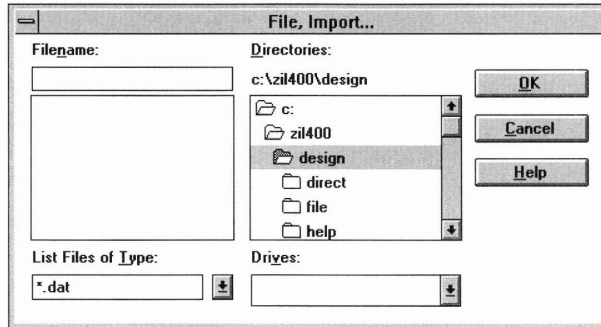 File, Import...
Filename:
Directories:
c:\zil400\design
c:
zil400
design
direct
file
help
OK
Cancel
Help
List Files of Type:
*.dat
Drives: